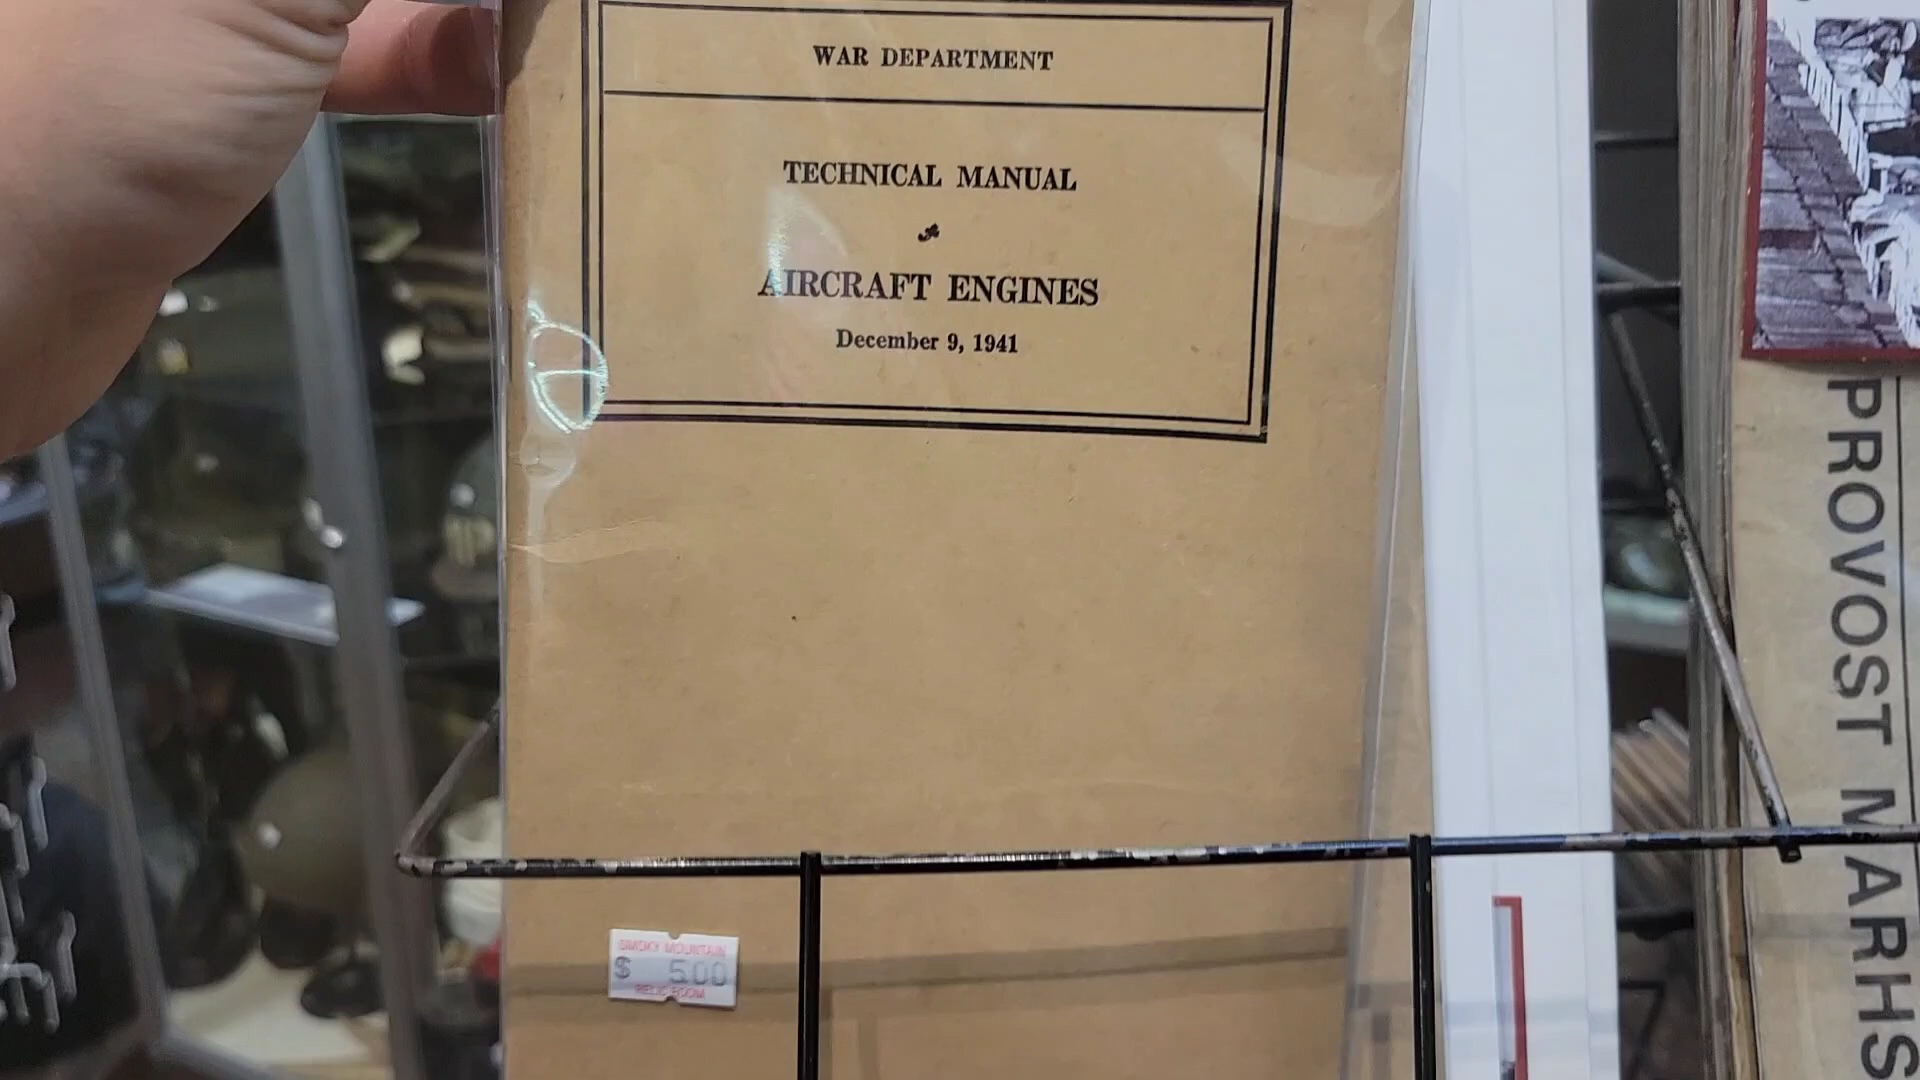 WAR DEPARTMENT
TECHNICAL MANUAL
AIRCRAFT ENGINES
December 9, 1941
SMOKY MOUNTAIN
$ 5.00
RELIC ROOM
PROVOST MARHS